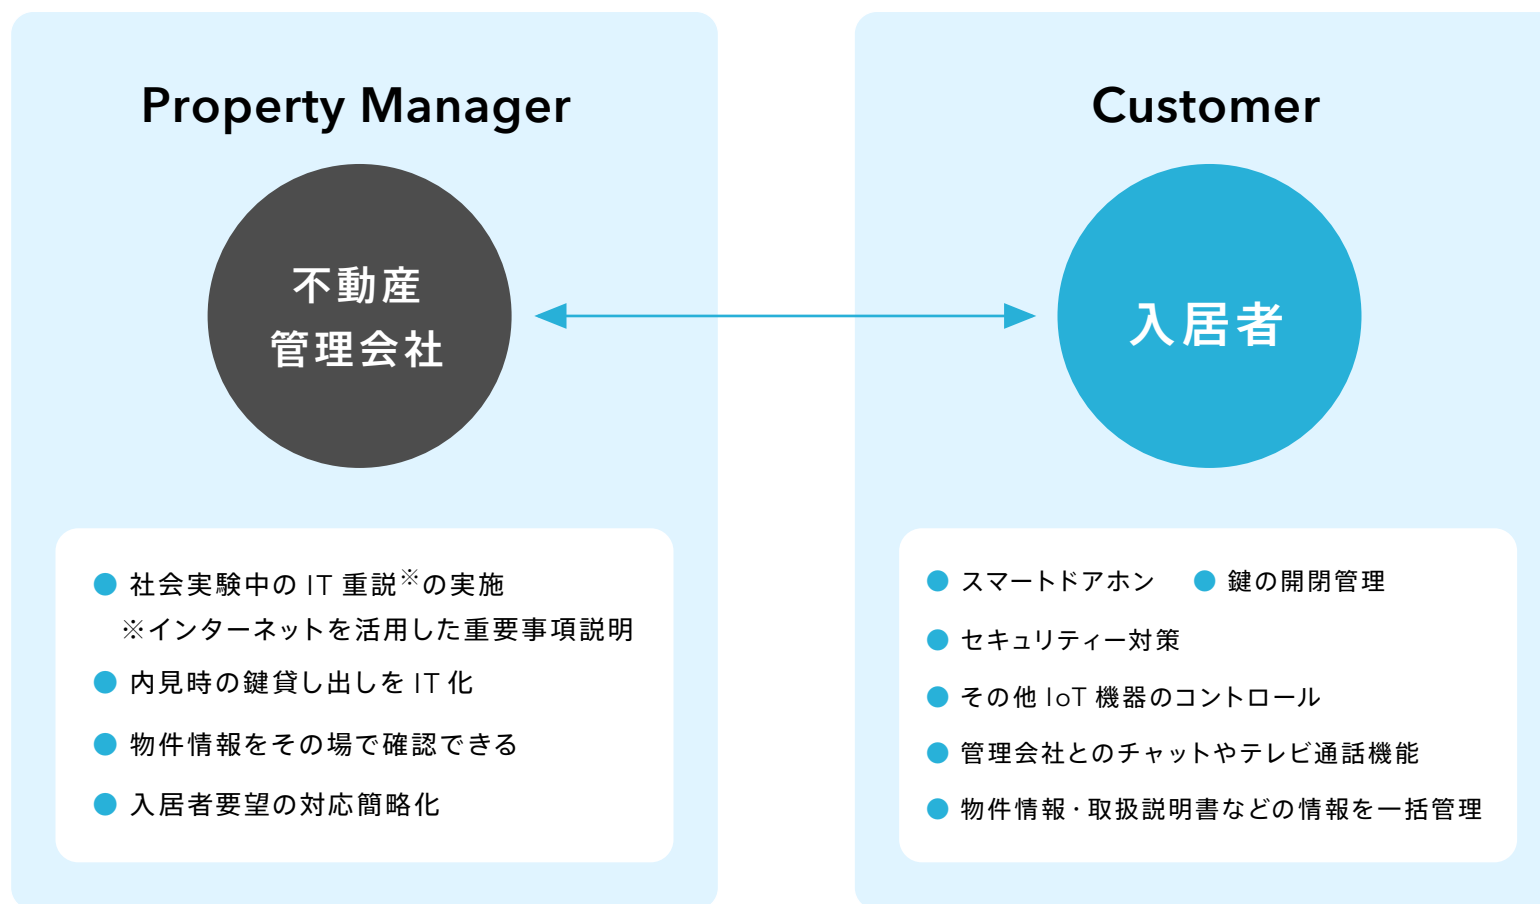 Property Manager
不動産
管理会社
● 社会実験中の IT 重説※の実施
※インターネットを活用した重要事項説明
● 内見時の鍵貸し出しを IT 化
● 物件情報をその場で確認できる
● 入居者要望の対応簡略化
Customer
入居者
● スマートドアホン ● 鍵の開閉管理
● セキュリティー対策
● その他 IoT 機器のコントロール
● 管理会社とのチャットやテレビ通話機能
● 物件情報・取扱説明書などの情報を一括管理